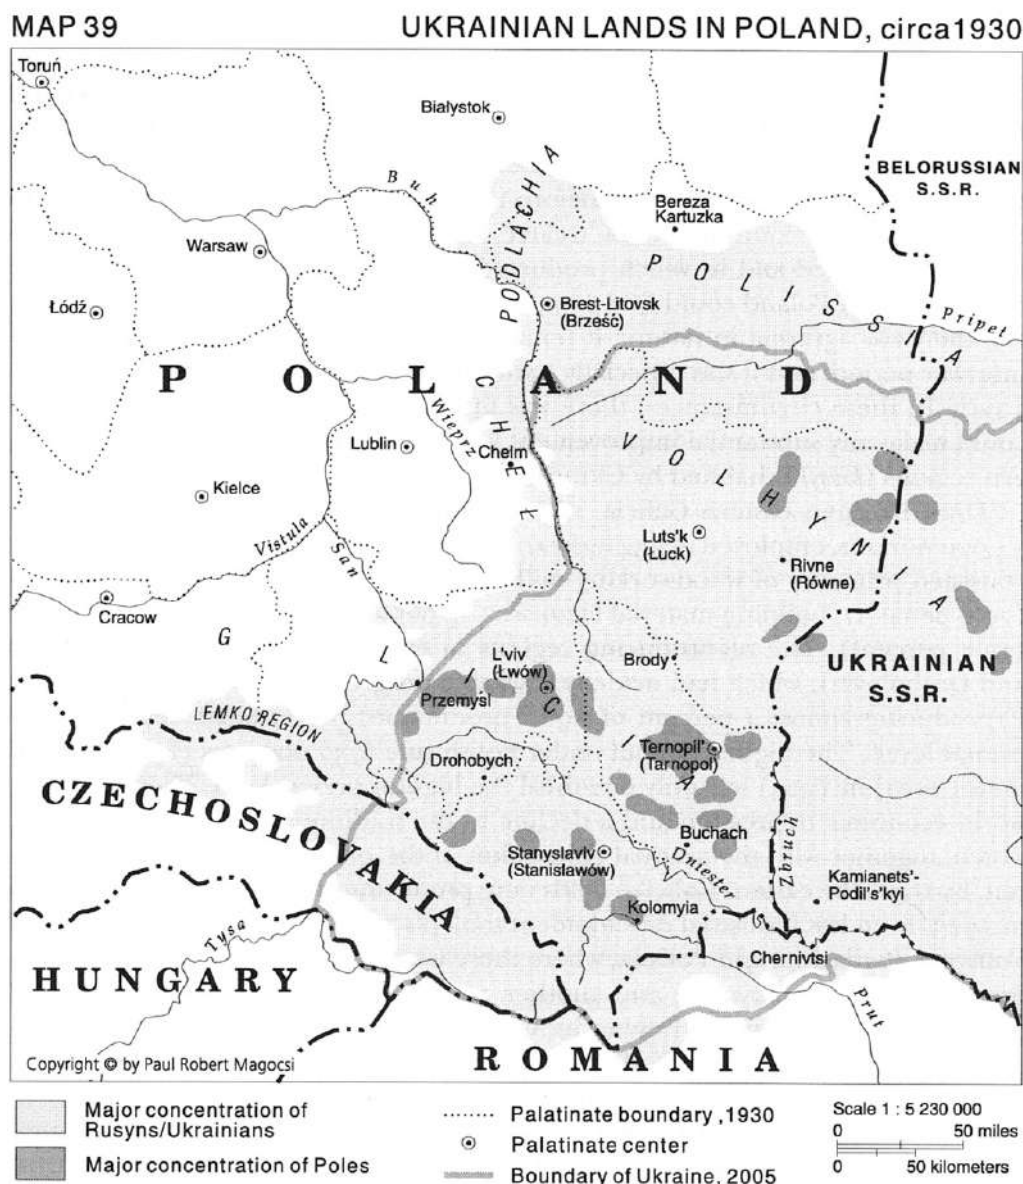 MAP 39
UKRAINIAN LANDS IN POLAND, circa1930
Toruń
Białystok
BELORUSSIAN
S.S.R.
Buh
PODLACHIA
Bereza
Kartuzka
Warsaw
POLISSIA
Pripet
Łódź
Brest-Litovsk
(Brześć)
POLAND
Wieprz
CHEŁM
VOLHYNIA
Lublin
Chełm
Kielce
Vistula
San
Luts'k
(Łuck)
Rivne
(Równe)
Cracow
GALICIA
L'viv
(Lwów)
Brody
UKRAINIAN
S.S.R.
Przemyśl
LEMKO REGION
Ternopil'
(Tarnopol)
Drohobych
CZECHOSLOVAKIA
Buchach
Zbruch
Stanyslaviv
(Stanisławów)
Dniester
Kamianets'-
Podil's'kyi
Kolomyia
Tysa
Chernivtsi
HUNGARY
Prut
ROMANIA
Copyright © by Paul Robert Magocsi
Major concentration of
Rusyns/Ukrainians
Major concentration of Poles
Palatinate boundary ,1930
Palatinate center
Boundary of Ukraine, 2005
Scale 1 : 5 230 000
0 50 miles
0 50 kilometers